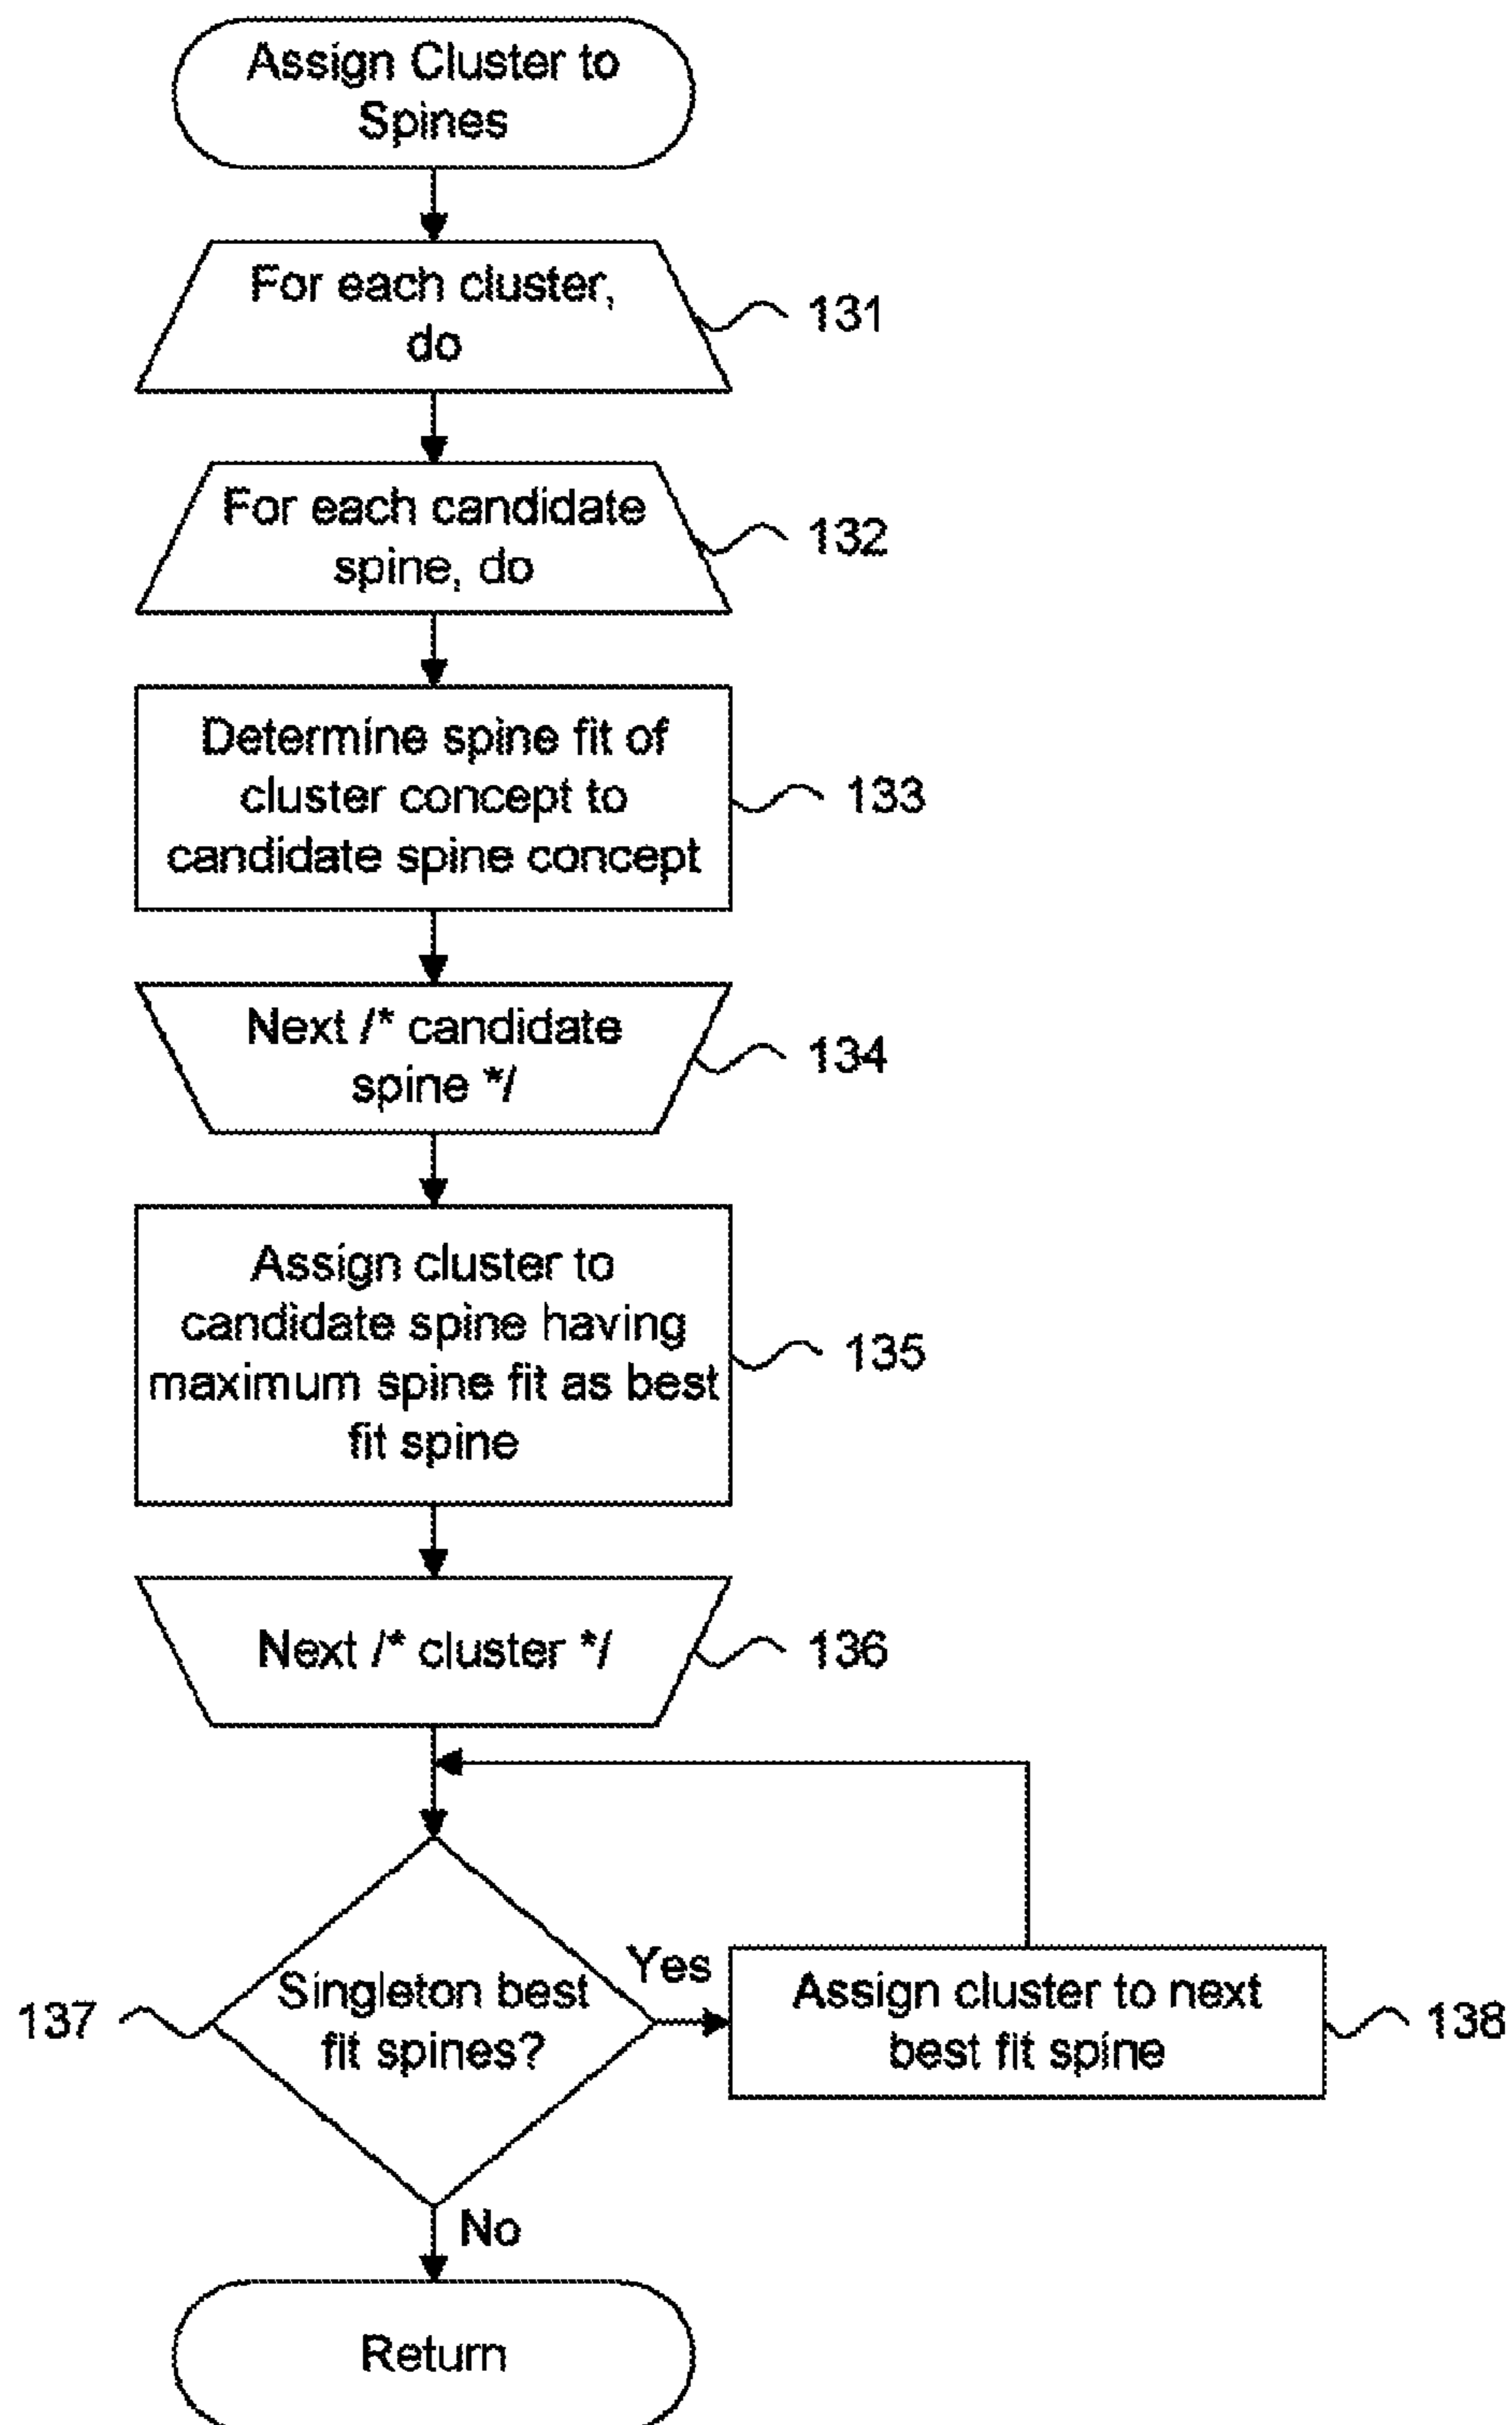 Assign Cluster to
Spines
For each cluster,
do
131
For each candidate
spine, do
132
Determine spine fit of
cluster concept to
candidate spine concept
133
Next /* candidate
spine */
134
Assign cluster to
candidate spine having
maximum spine fit as best
fit spine
135
Next /* cluster */
136
137
Singleton best
fit spines?
Yes
Assign cluster to next
best fit spine
138
No
Return